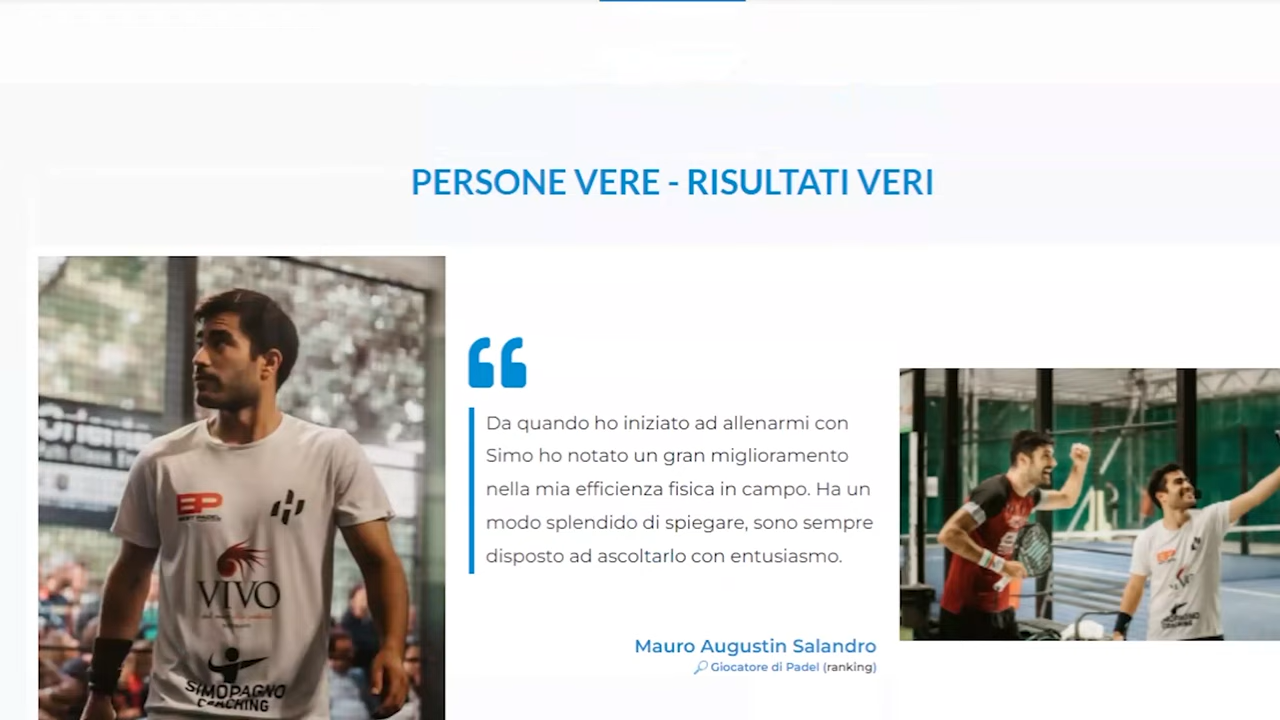 PERSONE VERE - RISULTATI VERI
Da quando ho iniziato ad allenarmi con
Simo ho notato un gran miglioramento
nella mia efficienza fisica in campo. Ha un
modo splendido di spiegare, sono sempre
disposto ad ascoltarlo con entusiasmo.
Mauro Augustin Salandro
Giocatore di Padel (ranking)
BP
VIVO
SIMOPAGNO
COACHING